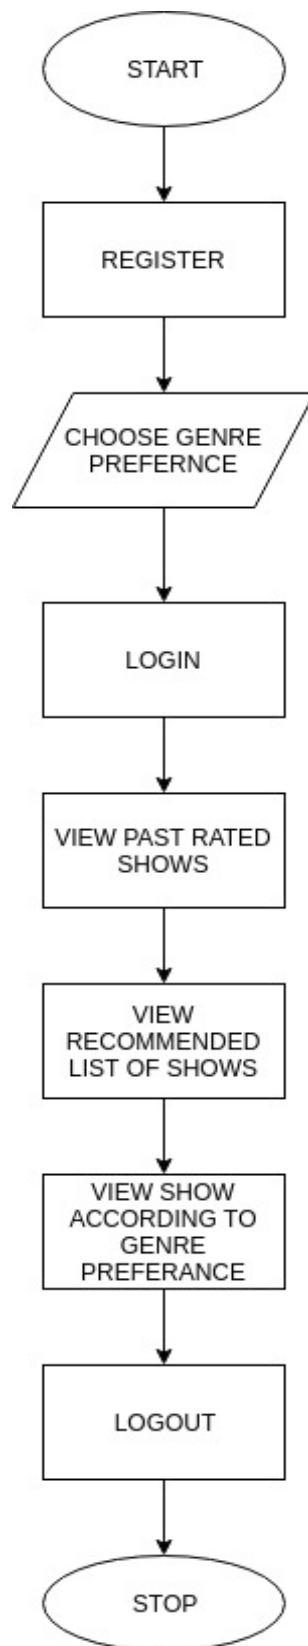 START
REGISTER
CHOOSE GENRE
PREFERNCE
LOGIN
VIEW PAST RATED
SHOWS
VIEW
RECOMMENDED
LIST OF SHOWS
VIEW SHOW
ACCORDING TO
GENRE
PREFERANCE
LOGOUT
STOP